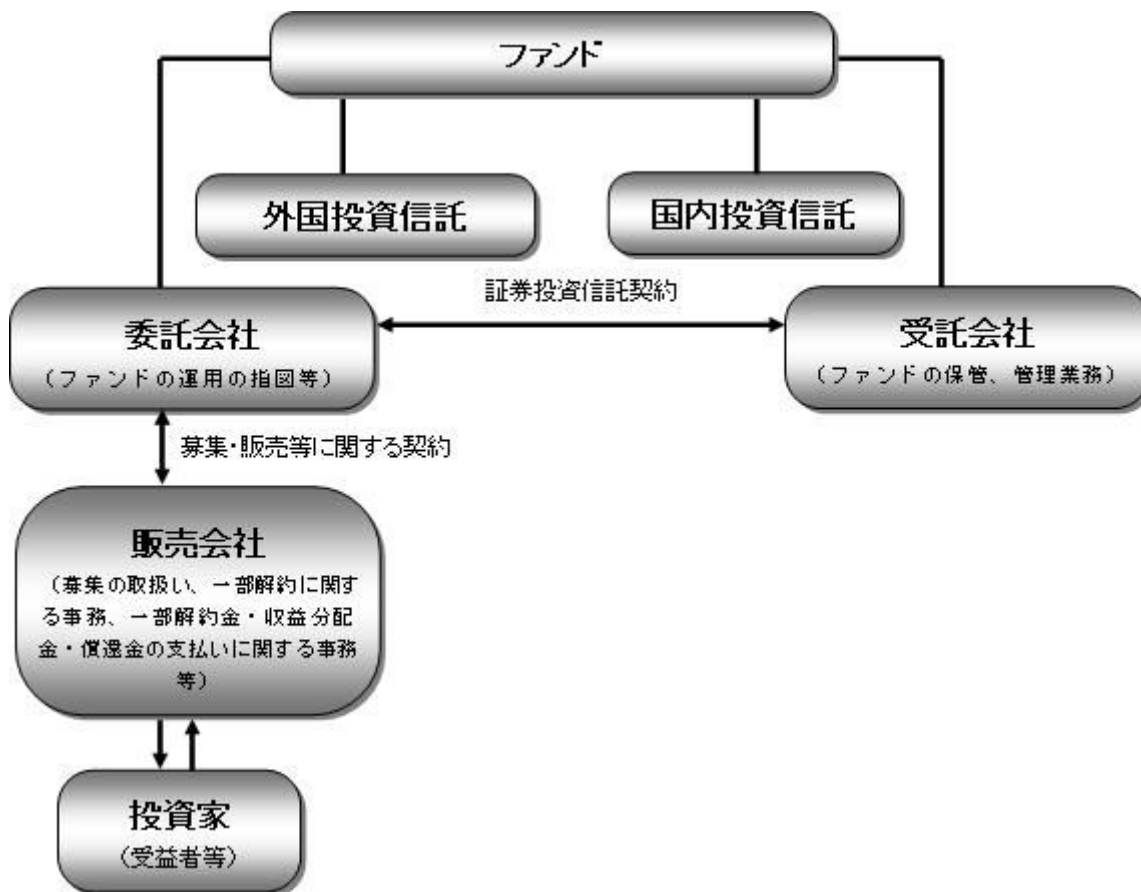 ファンド
外国投資信託
国内投資信託
証券投資信託契約
委託会社
（ファンドの運用の指図等）
受託会社
（ファンドの保管、管理業務）
募集・販売等に関する契約
販売会社
（募集の取扱い、一部解約に関す
る事務、一部解約金・収益分配
金・償還金の支払いに関する事務
等）
投資家
（受益者等）